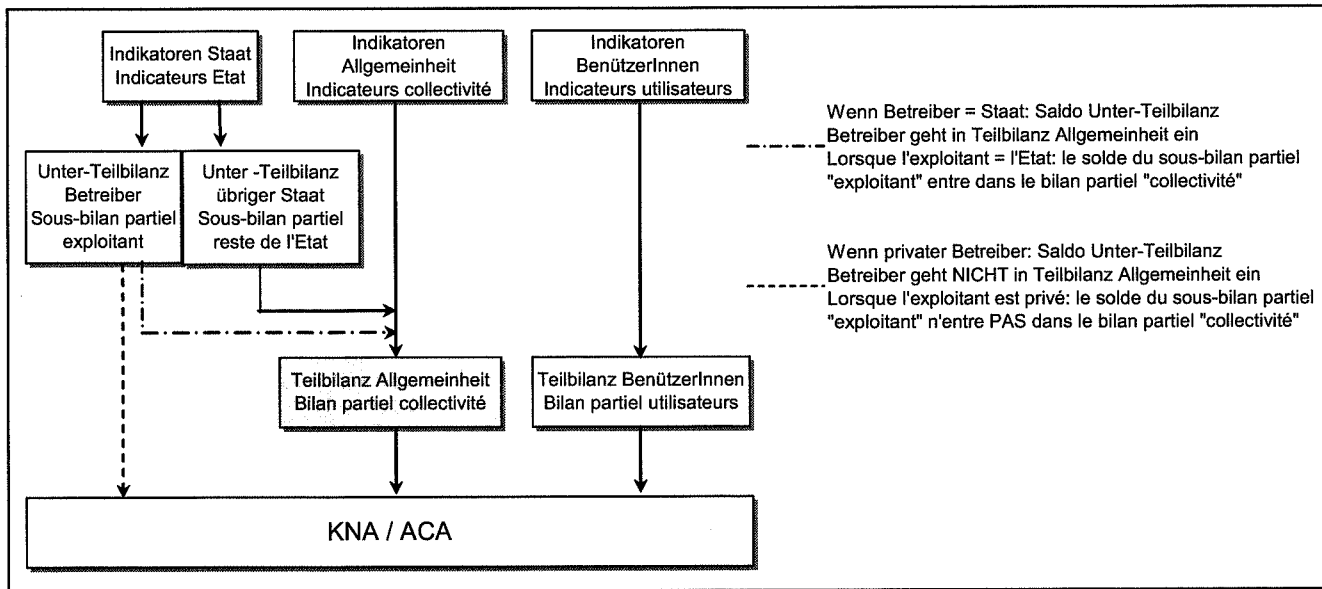 Indikatoren Staat
Indicateurs Etat
Indikatoren
Allgemeinheit
Indicateurs collectivité
Indikatoren
BenützerInnen
Indicateurs utilisateurs
Unter-Teilbilanz
Betreiber
Sous-bilan partiel
exploitant
Unter -Teilbilanz
übriger Staat
Sous-bilan partiel
reste de l'Etat
Wenn Betreiber = Staat: Saldo Unter-Teilbilanz
Betreiber geht in Teilbilanz Allgemeinheit ein
Lorsque l'exploitant = l'Etat: le solde du sous-bilan partiel
"exploitant" entre dans le bilan partiel "collectivité"
Wenn privater Betreiber: Saldo Unter-Teilbilanz
Betreiber geht NICHT in Teilbilanz Allgemeinheit ein
Lorsque l'exploitant est privé: le solde du sous-bilan partiel
"exploitant" n'entre PAS dans le bilan partiel "collectivité"
Teilbilanz Allgemeinheit
Bilan partiel collectivité
Teilbilanz BenützerInnen
Bilan partiel utilisateurs
KNA / ACA